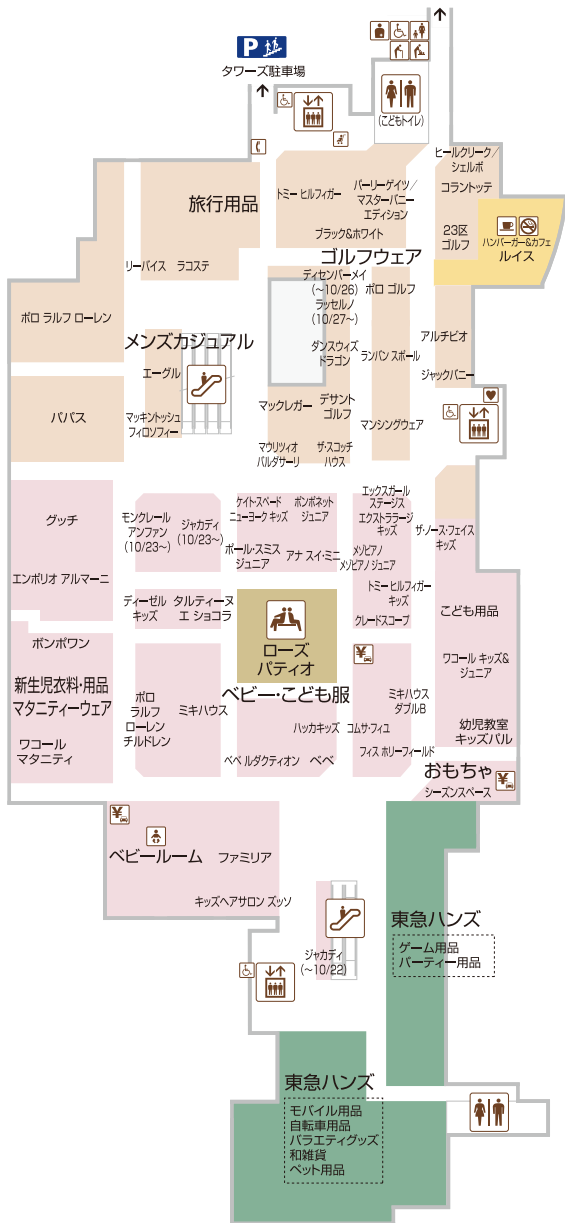 P
タワーズ駐車場
(こどもトイレ)
旅行用品
トミー ヒルフィガー
パーリーゲイツ/
マスターバニー
エディション
ブラック&ホワイト
ゴルフウェア
ヒールクリーク/
シェルボ
コラントッテ
23区
ゴルフ
ハンバーガー&カフェ
ルイス
リーバイス
ラコステ
ディセンバーメイ
(~10/26)
ラッセルノ
(10/27~)
ポロ ゴルフ
ポロ ラルフ ローレン
メンズカジュアル
ダンスウィズ
ドラゴン
ランバン スポール
アルチビオ
エーグル
ジャックバニー
パパス
マッキントッシュ
フィロソフィー
マックレガー
デサント
ゴルフ
マンシングウェア
マウリツィオ
バルダサーリ
ザ・スコッチ
ハウス
グッチ
モンクレール
アンファン
(10/23~)
ジャカディ
(10/23~)
ケイト・スペード
ニューヨーク キッズ
ポンポネット
ジュニア
エックスガール
ステージス
エクストララージ
キッズ
ザ・ノース・フェイス
キッズ
ポール・スミス
ジュニア
アナ スイ・ミニ
メゾピアノ
メゾピアノ ジュニア
エンポリオ アルマーニ
トミー ヒルフィガー
キッズ
ディーゼル
キッズ
タルティーヌ
エ ショコラ
ローズ
パティオ
クレードスコープ
こども用品
ボンポワン
ワコール キッズ&
ジュニア
新生児衣料・用品
マタニティーウェア
ベビー・こども服
ポロ
ラルフ
ローレン
チルドレン
ミキハウス
ミキハウス
ダブルB
ハッカキッズ
コムサ・フィユ
幼児教室
キッズパル
ワコール
マタニティ
ベベ ルダクティオン
べべ
フィス ホリーフィールド
おもちゃ
シーズンスペース
¥
¥
¥
ベビールーム
ファミリア
キッズヘアサロン ズッソ
東急ハンズ
ゲーム用品
パーティー用品
ジャカディ
(~10/22)
東急ハンズ
モバイル用品
自転車用品
バラエティグッズ
和雑貨
ペット用品